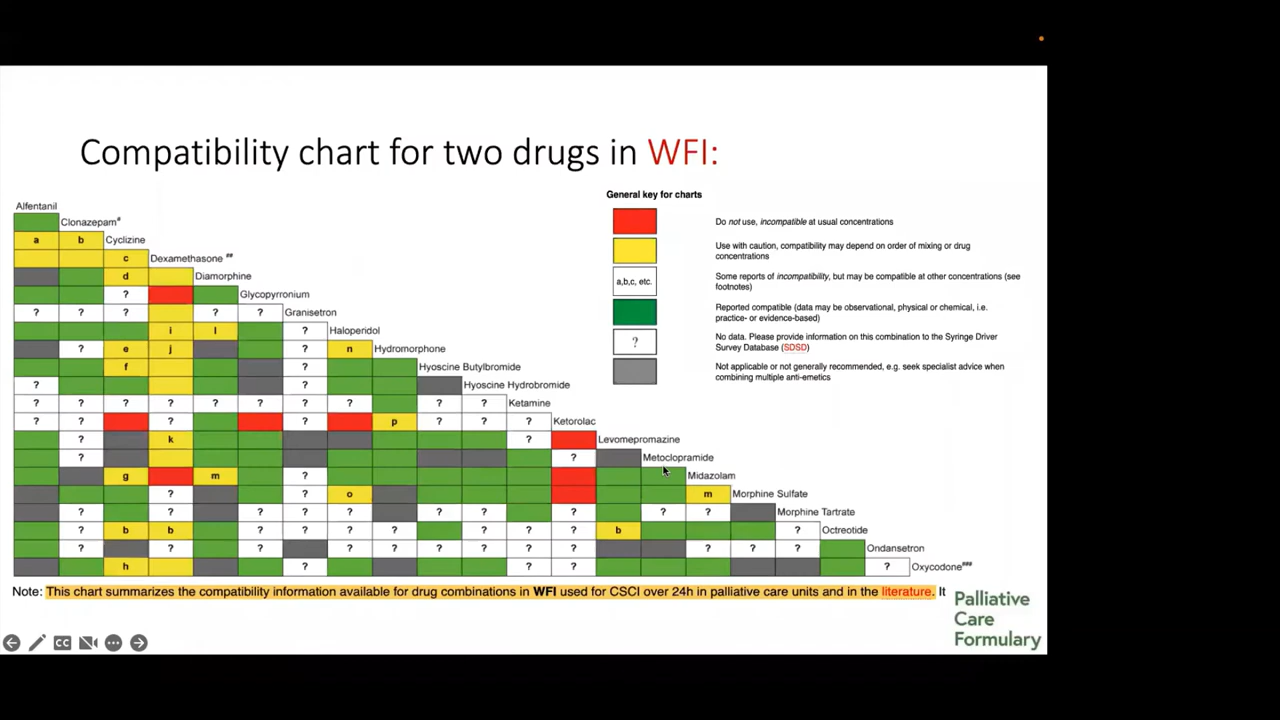 Compatibility chart for two drugs in WFI:
General key for charts
Do not use, incompatible at usual concentrations
Use with caution, compatibility may depend on order of mixing or drug
concentrations
a,b,c, etc.
Some reports of incompatibility, but may be compatible at other concentrations (see
footnotes)
Reported compatible (data may be observational, physical or chemical, i.e.
practice- or evidence-based)
?
No data. Please provide information on this combination to the Syringe Driver
Survey Database (SDSD)
Not applicable or not generally recommended, e.g. seek specialist advice when
combining multiple anti-emetics
Alfentanil
Clonazepam#
a b Cyclizine
c Dexamethasone ##
d Diamorphine
? Glycopyrronium
? ? ? ? ? Granisetron
i l ? Haloperidol
? e j ? n Hydromorphone
f ? Hyoscine Butylbromide
? ? Hyoscine Hydrobromide
? ? ? ? ? ? ? ? ? ? Ketamine
? ? ? ? p ? ? ? Ketorolac
? k ? Levomepromazine
? ? Metoclopramide
g m ? Midazolam
? ? o m Morphine Sulfate
? ? ? ? ? ? ? ? ? ? ? Morphine Tartrate
? b b ? ? ? ? ? ? ? b ? Octreotide
? ? ? ? ? ? ? ? ? ? ? ? Ondansetron
h ? ? ? ? Oxycodone###
Note: This chart summarizes the compatibility information available for drug combinations in WFI used for CSCI over 24h in palliative care units and in the literature. It
Palliative
Care
Formulary
CC